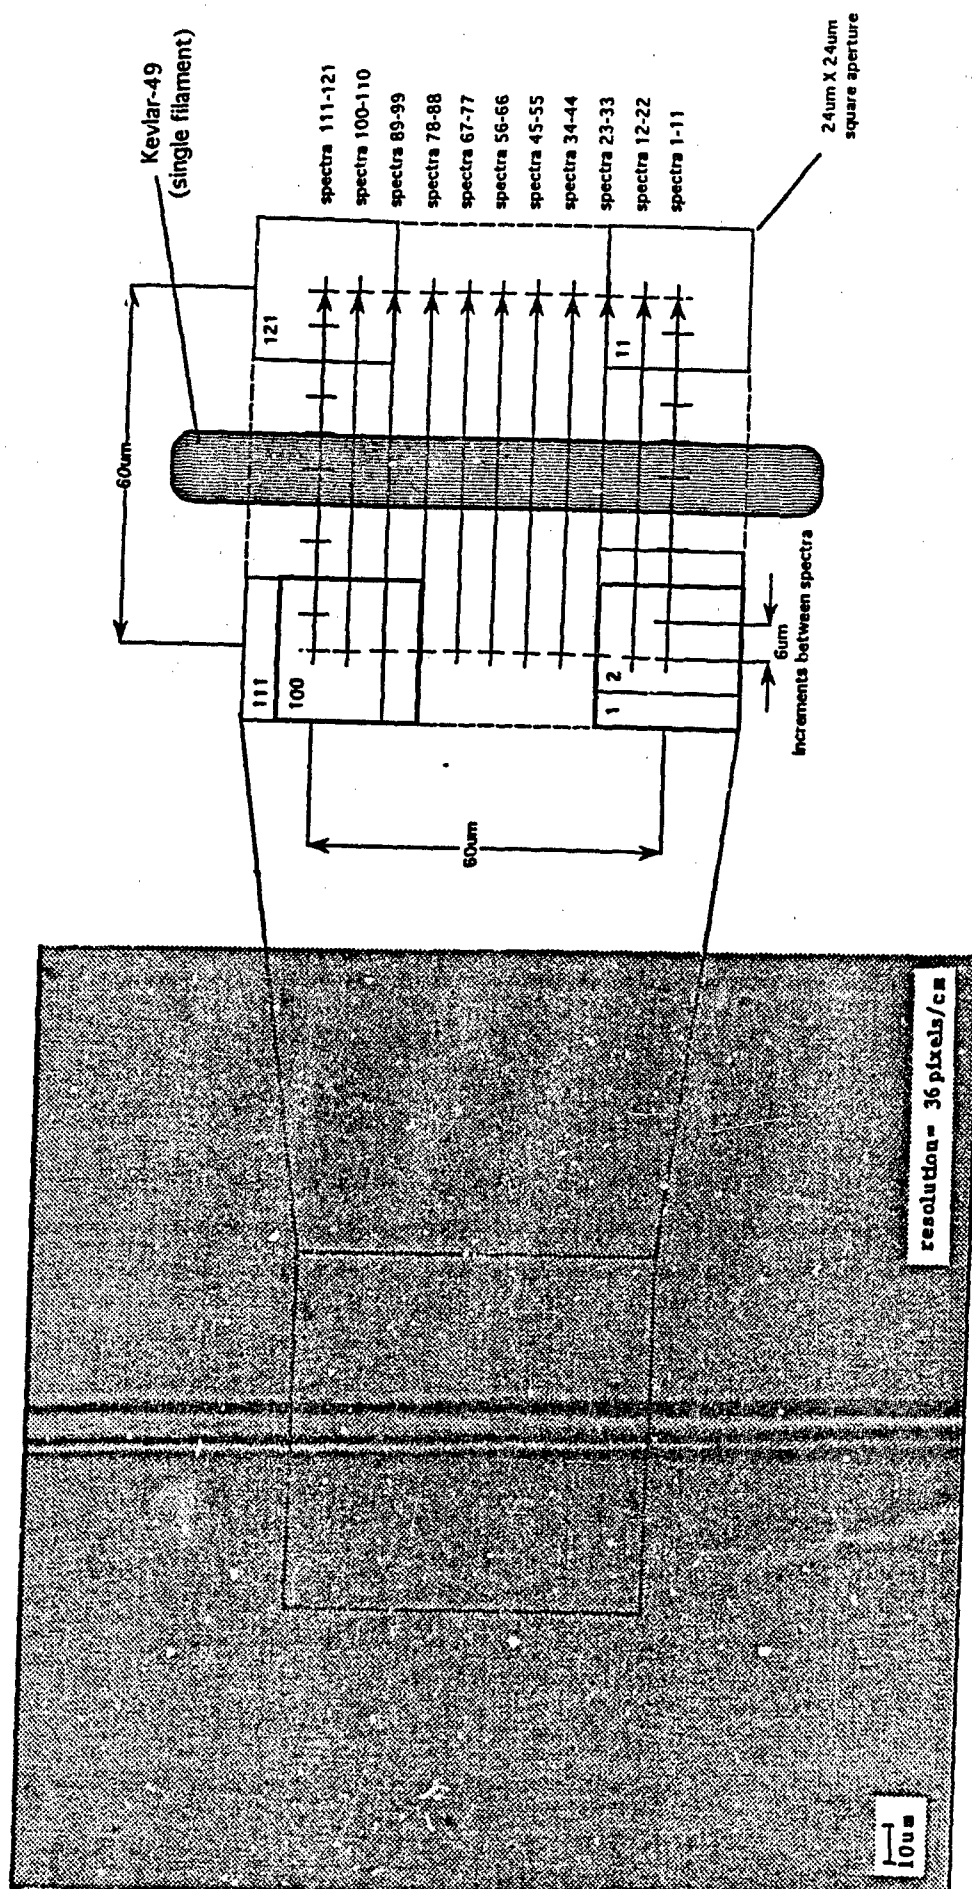 Kevlar-49
(single filament)
60um
spectra 111-121
spectra 100-110
spectra 89-99
spectra 78-88
spectra 67-77
spectra 56-66
spectra 45-55
spectra 34-44
spectra 23-33
spectra 12-22
spectra 1-11
24um X 24um
square aperture
121
11
111
100
1
2
60um
6um
increments between spectra
resolution= 36 pixels/cm
10um